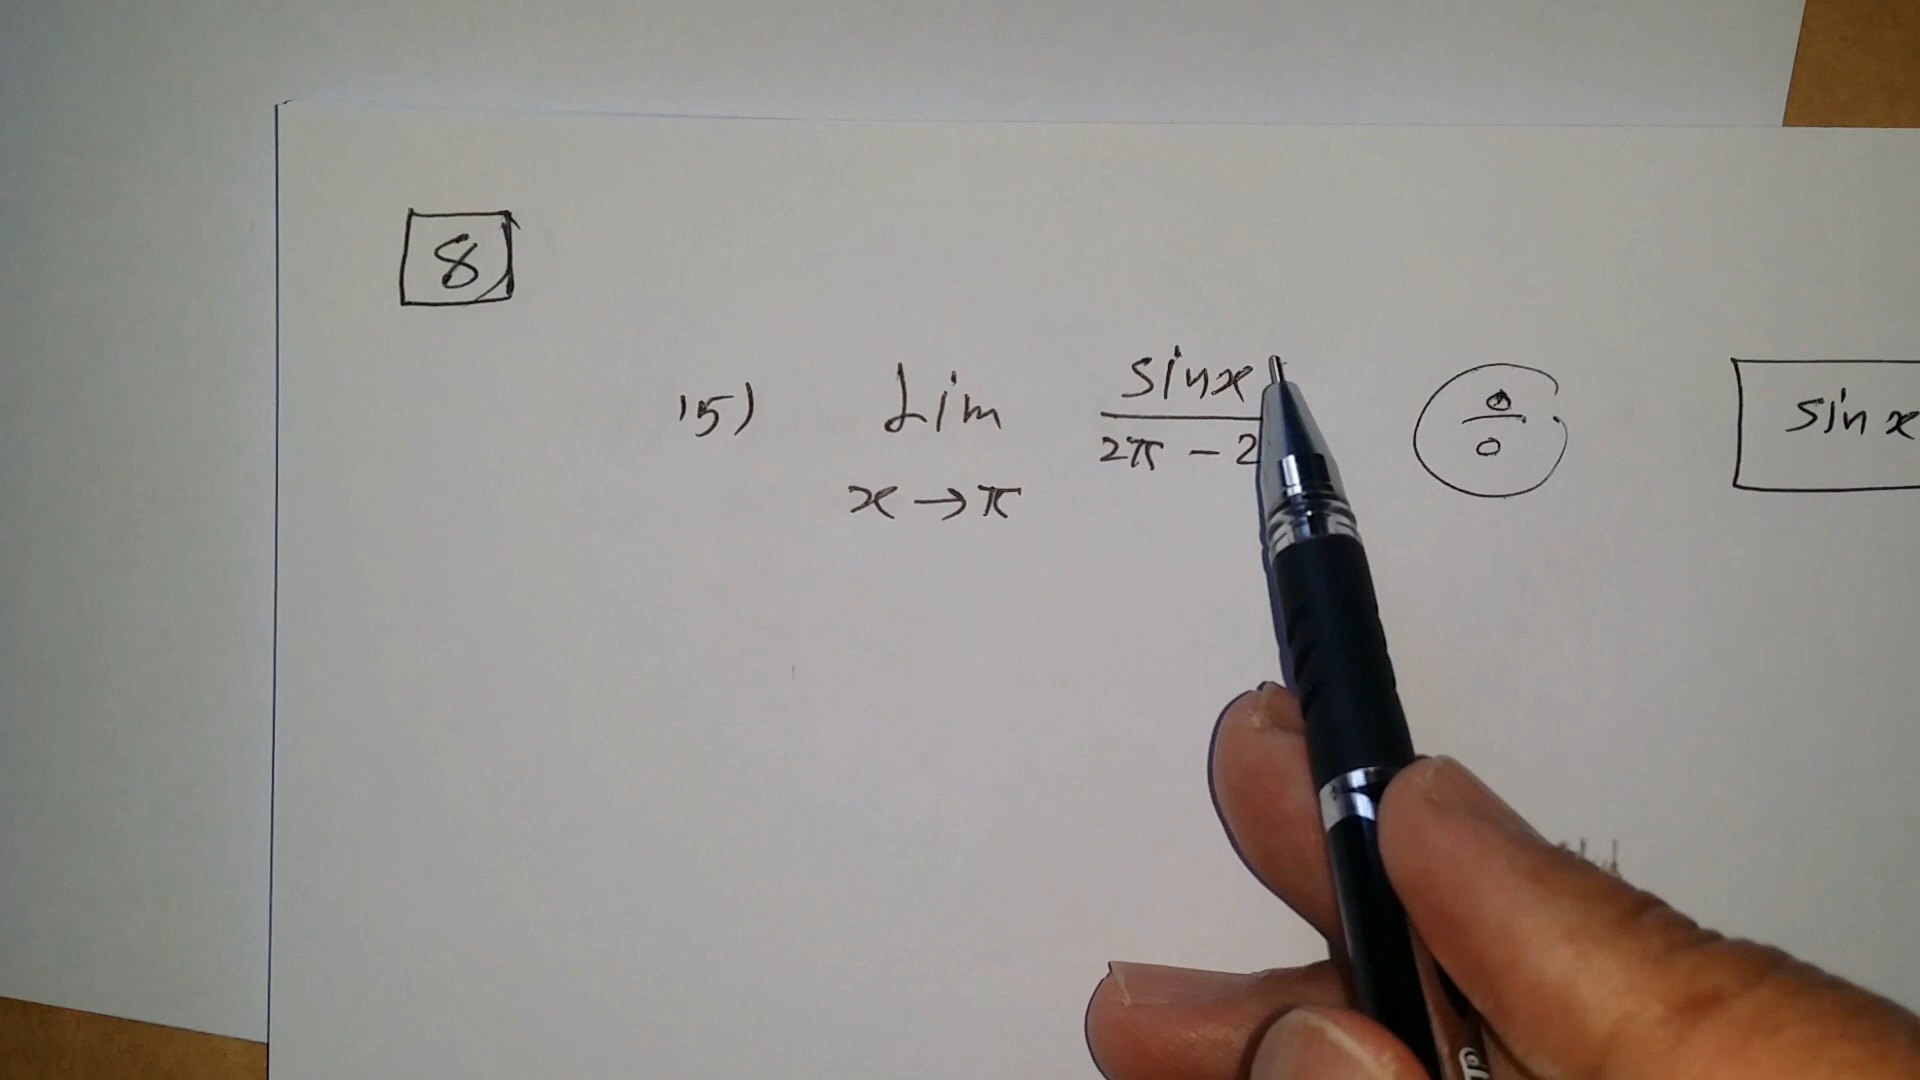 8
15) Lim sinx / 2π - 2 0/0 sin x
x → π